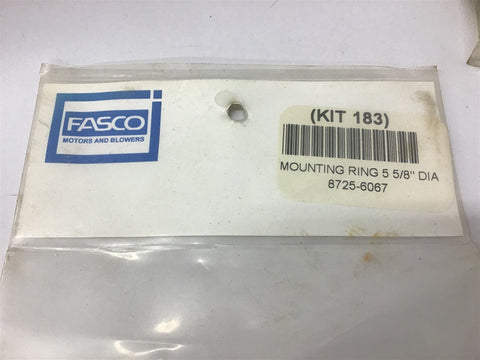 FASCO
MOTORS AND BLOWERS
(KIT 183)
MOUNTING RING 5 5/8" DIA
8725-6067